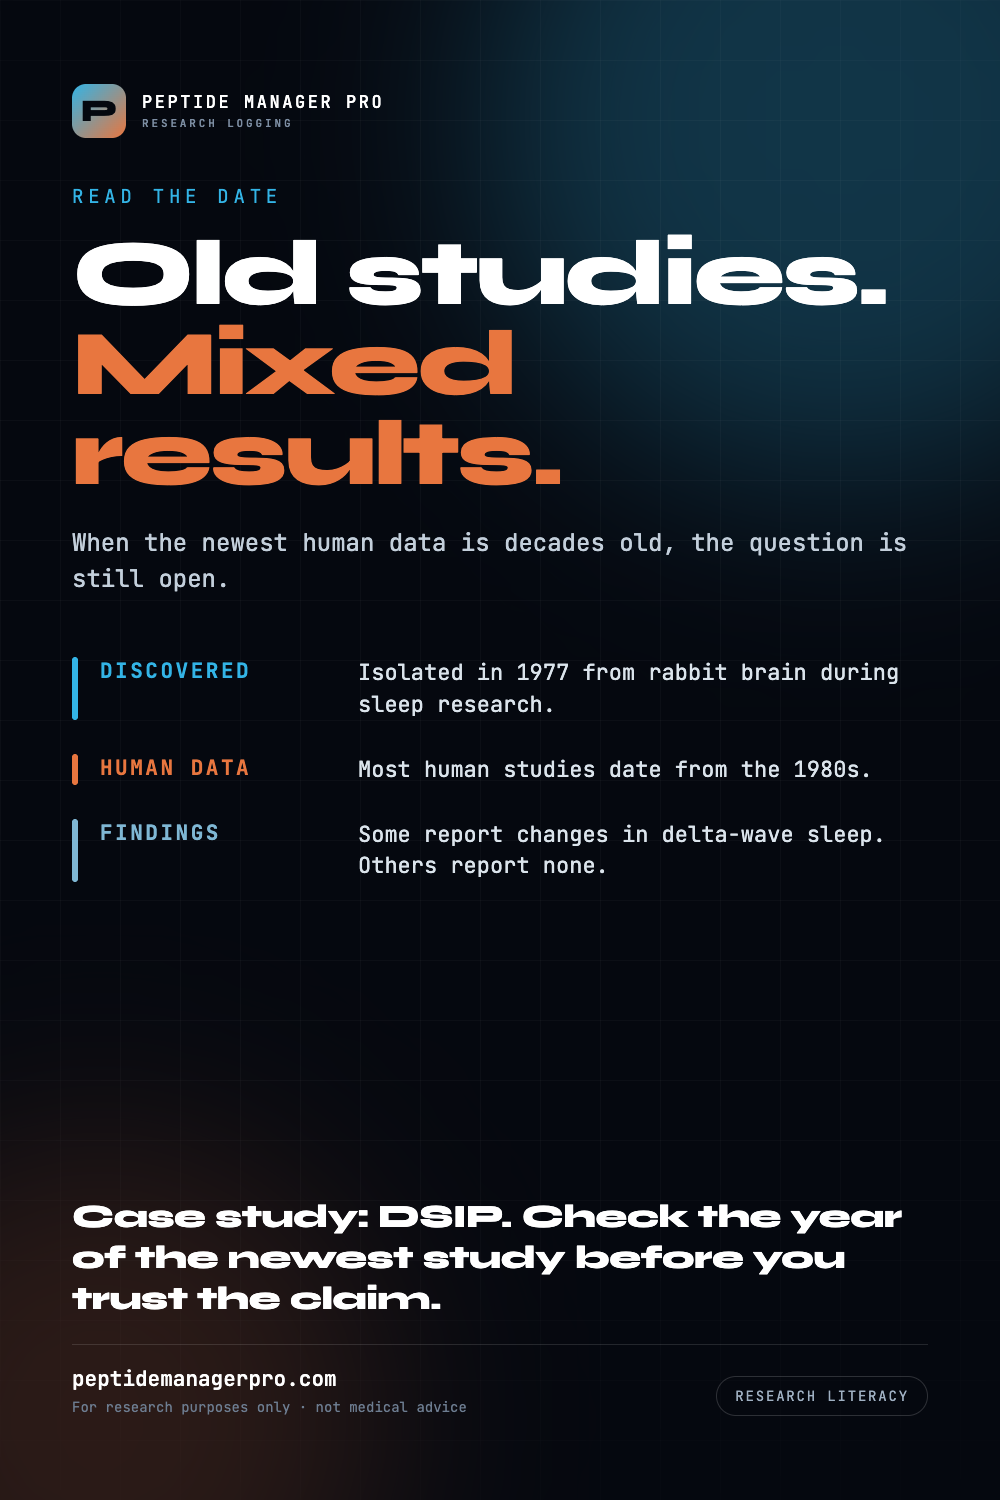 P
PEPTIDE MANAGER PRO
RESEARCH LOGGING
READ THE DATE
Old studies.
Mixed
results.
When the newest human data is decades old, the question is
still open.
DISCOVERED
Isolated in 1977 from rabbit brain during
sleep research.
HUMAN DATA
Most human studies date from the 1980s.
FINDINGS
Some report changes in delta-wave sleep.
Others report none.
Case study: DSIP. Check the year
of the newest study before you
trust the claim.
peptidemanagerpro.com
For research purposes only · not medical advice
RESEARCH LITERACY